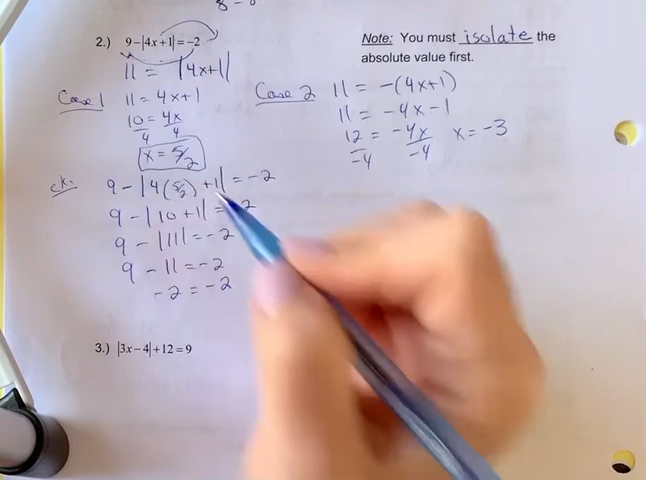 8 -
2.) 9-|4x+1|=-2
Note: You must isolate the
absolute value first.
11 = |4x+1|
Case 1 11 = 4x+1
10 = 4x
4 4
x = 5/2
Case 2 11 = -(4x+1)
11 = -4x-1
12 = -4x x = -3
-4 -4
ck. 9 - |4(5/2)+1| = -2
9 - |10+1| = 2
9 - |11| = -2
9 - 11 = -2
-2 = -2
3.) |3x-4|+12=9